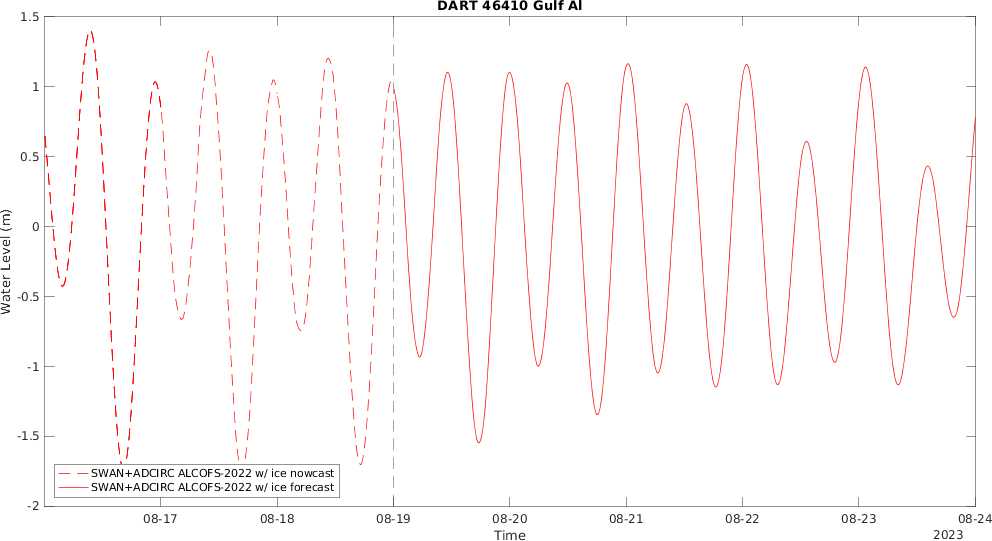 DART 46410 Gulf Al
1.5
1
0.5
0
-0.5
-1
-1.5
-2
Water Level (m)
SWAN+ADCIRC ALCOFS-2022 w/ ice nowcast
SWAN+ADCIRC ALCOFS-2022 w/ ice forecast
08-17 08-18 08-19 08-20 08-21 08-22 08-23 08-24
Time
2023